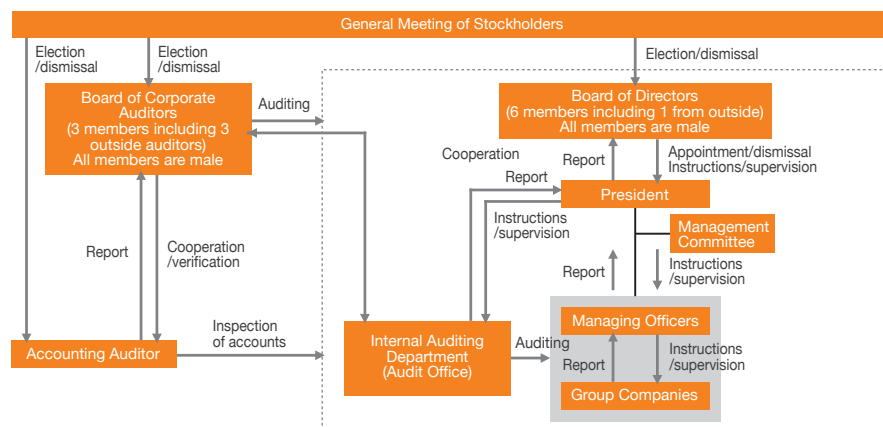 General Meeting of Stockholders
Election
/dismissal
Election
/dismissal
Election/dismissal
Board of Corporate
Auditors
(3 members including 3
outside auditors)
All members are male
Auditing
Board of Directors
(6 members including 1 from outside)
All members are male
Cooperation
Report
Report
Appointment/dismissal
Instructions/supervision
President
Instructions
/supervision
Management
Committee
Report
Cooperation
/verification
Report
Instructions
/supervision
Managing Officers
Inspection
of accounts
Accounting Auditor
Internal Auditing
Department
(Audit Office)
Auditing
Report
Instructions
/supervision
Group Companies